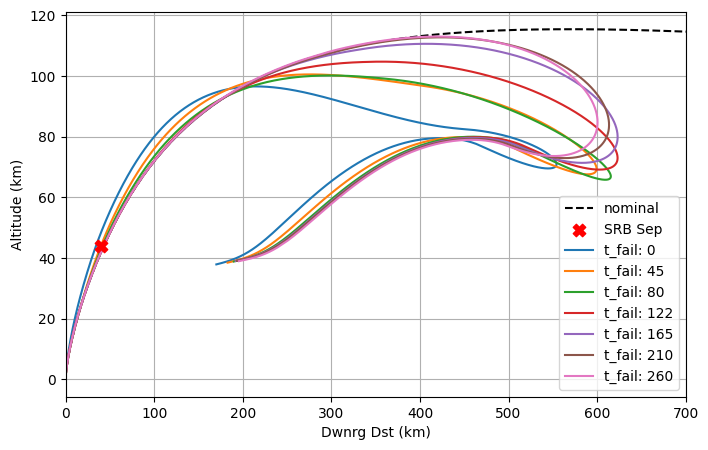 120
100
80
60
40
20
0
Altitude (km)
0 100 200 300 400 500 600 700
Dwnrg Dst (km)
nominal
SRB Sep
t_fail: 0
t_fail: 45
t_fail: 80
t_fail: 122
t_fail: 165
t_fail: 210
t_fail: 260